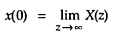 x(0) = lim X(z)
z→∞